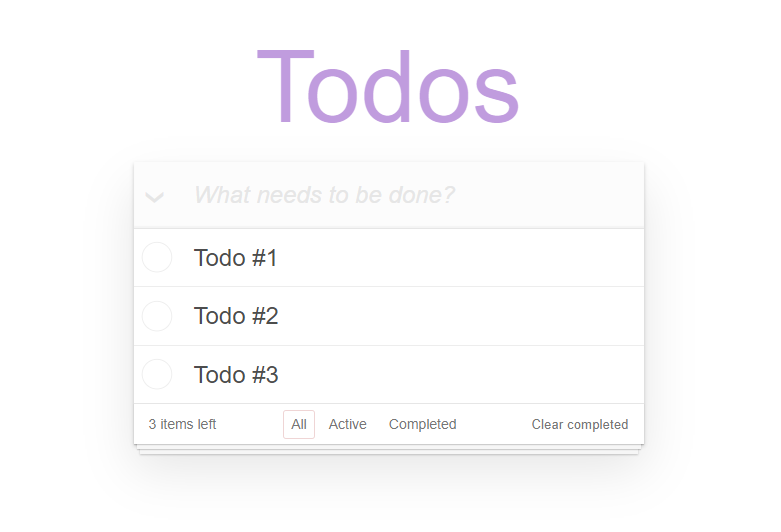 Todos
What needs to be done?
Todo #1
Todo #2
Todo #3
3 items left All Active Completed Clear completed